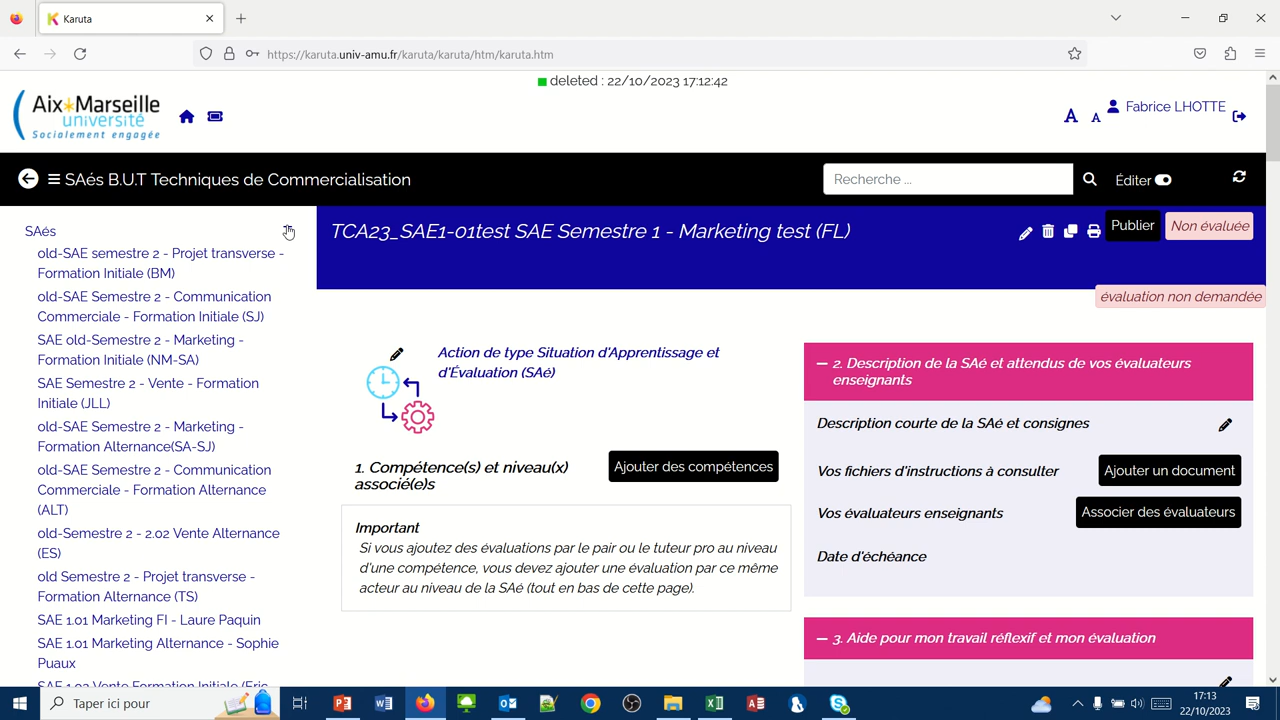 Karuta
https://karuta.univ-amu.fr/karuta/karuta/htm/karuta.htm
deleted : 22/10/2023 17:12:42
Aix*Marseille
université
Socialement engagée
A A Fabrice LHOTTE
SAés B.U.T Techniques de Commercialisation
Recherche ...
Éditer
SAés
old-SAE semestre 2 - Projet transverse -
Formation Initiale (BM)
old-SAE Semestre 2 - Communication
Commerciale - Formation Initiale (SJ)
SAE old-Semestre 2 - Marketing -
Formation Initiale (NM-SA)
SAE Semestre 2 - Vente - Formation
Initiale (JLL)
old-SAE Semestre 2 - Marketing -
Formation Alternance(SA-SJ)
old-SAE Semestre 2 - Communication
Commerciale - Formation Alternance
(ALT)
old-Semestre 2 - 2.02 Vente Alternance
(ES)
old Semestre 2 - Projet transverse -
Formation Alternance (TS)
SAE 1.01 Marketing FI - Laure Paquin
SAE 1.01 Marketing Alternance - Sophie
Puaux
SAE 1.02 Vente Formation Initiale (Eric
TCA23_SAE1-01test SAE Semestre 1 - Marketing test (FL)
Publier
Non évaluée
évaluation non demandée
Action de type Situation d'Apprentissage et
d'Évaluation (SAé)
1. Compétence(s) et niveau(x)
associé(e)s
Ajouter des compétences
Important
Si vous ajoutez des évaluations par le pair ou le tuteur pro au niveau
d'une compétence, vous devez ajouter une évaluation par ce même
acteur au niveau de la SAé (tout en bas de cette page).
2. Description de la SAé et attendus de vos évaluateurs
enseignants
Description courte de la SAé et consignes
Vos fichiers d'instructions à consulter
Ajouter un document
Vos évaluateurs enseignants
Associer des évaluateurs
Date d'échéance
3. Aide pour mon travail réflexif et mon évaluation
Taper ici pour
17:13
22/10/2023